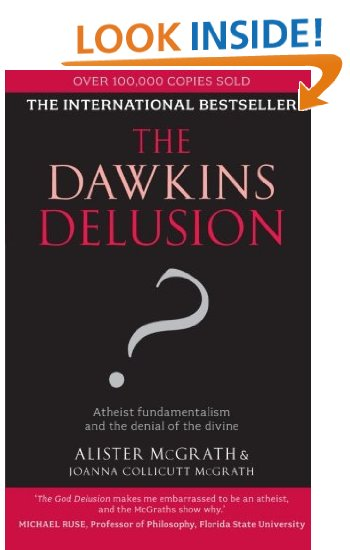 LOOK INSIDE!
OVER 100,000 COPIES SOLD
THE INTERNATIONAL BESTSELLER
THE
DAWKINS
DELUSION
?
Atheist fundamentalism
and the denial of the divine
ALISTER McGRATH &
JOANNA COLLICUTT McGRATH
'The God Delusion makes me embarrassed to be an atheist,
and the McGraths show why.'
MICHAEL RUSE, Professor of Philosophy, Florida State University